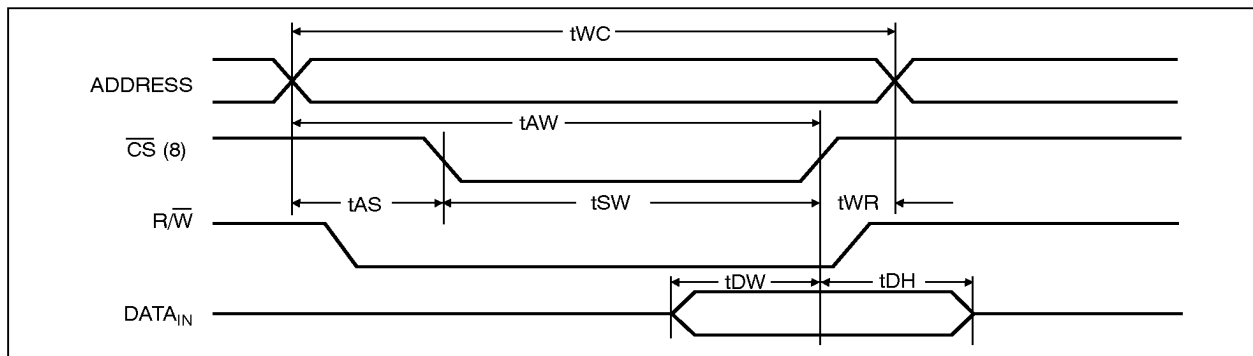 tWC
ADDRESS
tAW
CS (8)
tAS
tSW
tWR
R/W
tDW
tDH
DATAIN